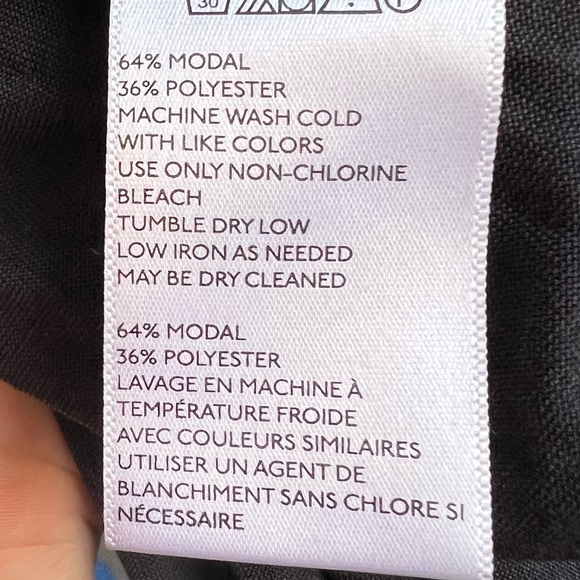 30
64% MODAL
36% POLYESTER
MACHINE WASH COLD
WITH LIKE COLORS
USE ONLY NON-CHLORINE
BLEACH
TUMBLE DRY LOW
LOW IRON AS NEEDED
MAY BE DRY CLEANED
64% MODAL
36% POLYESTER
LAVAGE EN MACHINE À
TEMPÉRATURE FROIDE
AVEC COULEURS SIMILAIRES
UTILISER UN AGENT DE
BLANCHIMENT SANS CHLORE SI
NÉCESSAIRE